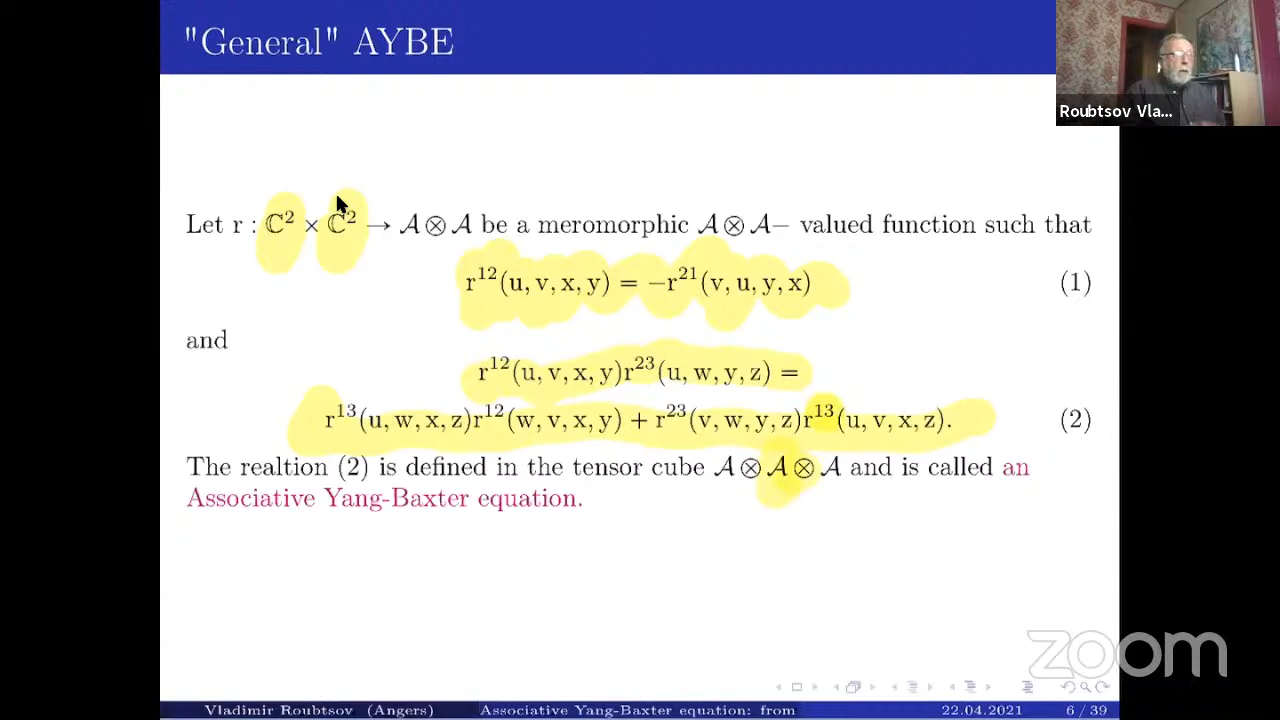 "General" AYBE
Roubtsov Vla...
Let r : ℂ² × ℂ² → 𝒜 ⊗ 𝒜 be a meromorphic 𝒜 ⊗ 𝒜− valued function such that
r¹²(u, v, x, y) = −r²¹(v, u, y, x) (1)
and
r¹²(u, v, x, y)r²³(u, w, y, z) =
r¹³(u, w, x, z)r¹²(w, v, x, y) + r²³(v, w, y, z)r¹³(u, v, x, z). (2)
The realtion (2) is defined in the tensor cube 𝒜 ⊗ 𝒜 ⊗ 𝒜 and is called an
Associative Yang-Baxter equation.
zoom
Vladimir Roubtsov (Angers) Associative Yang-Baxter equation: from 22.04.2021 6 / 39